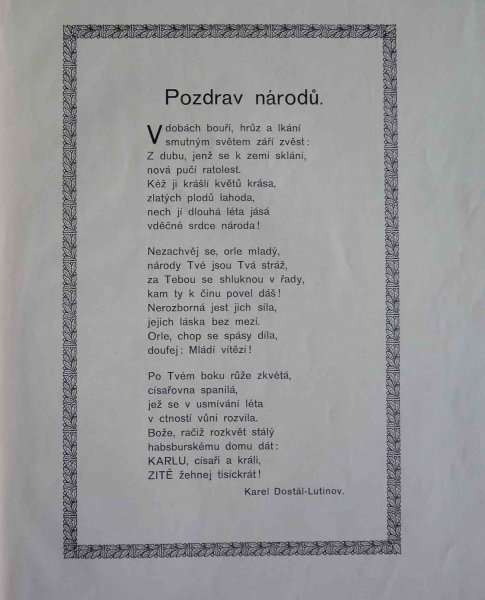 Pozdrav národů.
V dobách bouří, hrůz a lkání
smutným světem září zvěst:
Z dubu, jenž se k zemi sklání,
nová pučí ratolest.
Kéž ji krášlí květů krása,
zlatých plodů lahoda,
nech jí dlouhá léta jásá
vděčné srdce národa!
Nezachvěj se, orle mladý,
národy Tvé jsou Tvá stráž,
za Tebou se shluknou v řady,
kam ty k činu povel dáš!
Nerozborná jest jich síla,
jejich láska bez mezí.
Orle, chop se spásy díla,
doufej: Mládí vítězí!
Po Tvém boku růže zkvétá,
císařovna spanilá,
jež se v usmívání léta
v ctností vůni rozvila.
Bože, račiž rozkvět stálý
habsburskému domu dát:
KARLU, císaři a králi,
ZITĚ žehnej tisíckrát!
Karel Dostál-Lutinov.